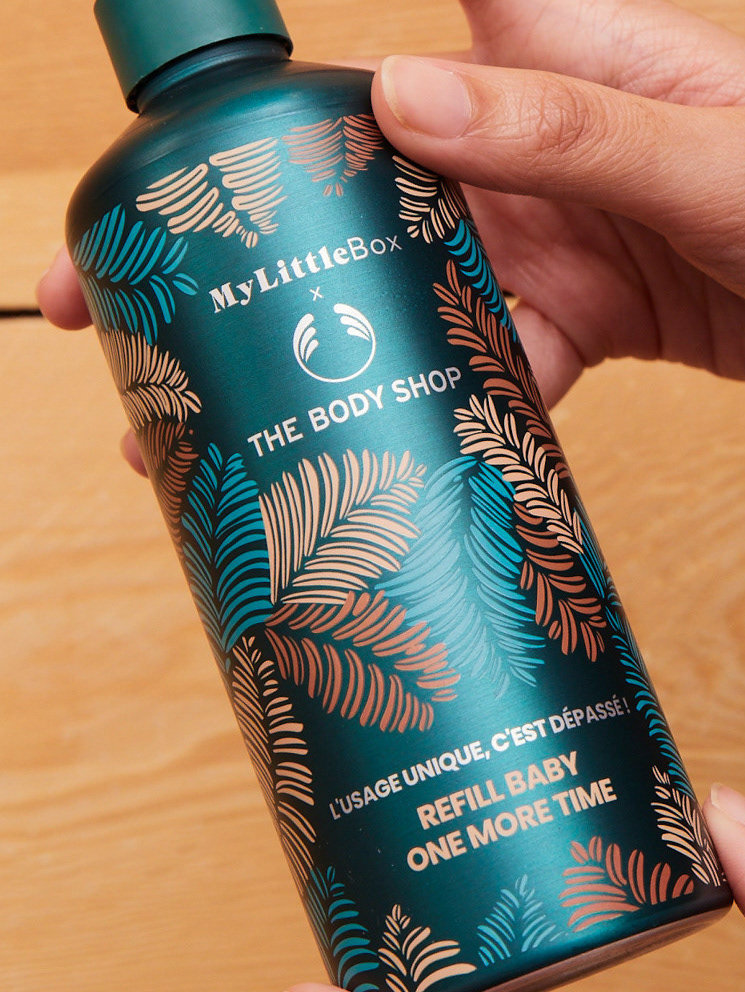 MyLittleBox
x
THE BODY SHOP
L'USAGE UNIQUE, C'EST DÉPASSÉ !
REFILL BABY
ONE MORE TIME